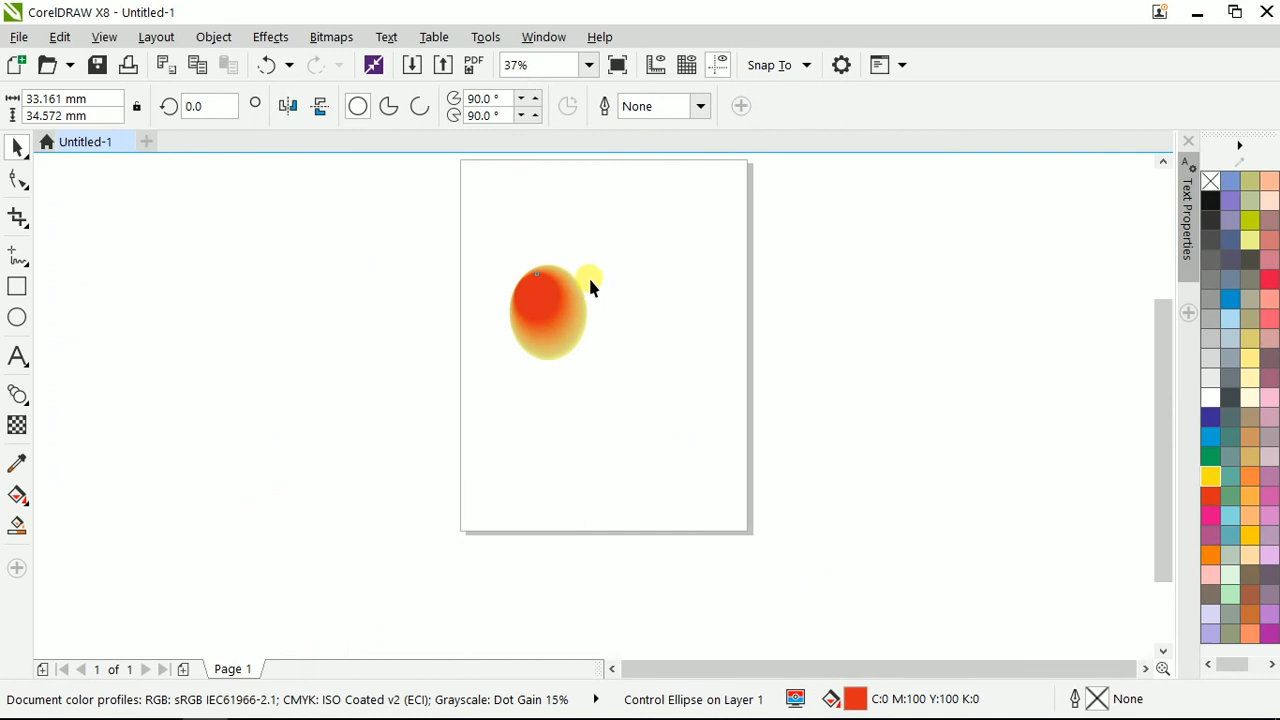 CorelDRAW X8 - Untitled-1
File Edit View Layout Object Effects Bitmaps Text Table Tools Window Help
PDF 37% Snap To
33.161 mm
34.572 mm
0.0
90.0 °
90.0 °
None
Untitled-1
Text Properties
1 of 1 Page 1
Document color profiles: RGB: sRGB IEC61966-2.1; CMYK: ISO Coated v2 (ECI); Grayscale: Dot Gain 15% Control Ellipse on Layer 1 C:0 M:100 Y:100 K:0 None